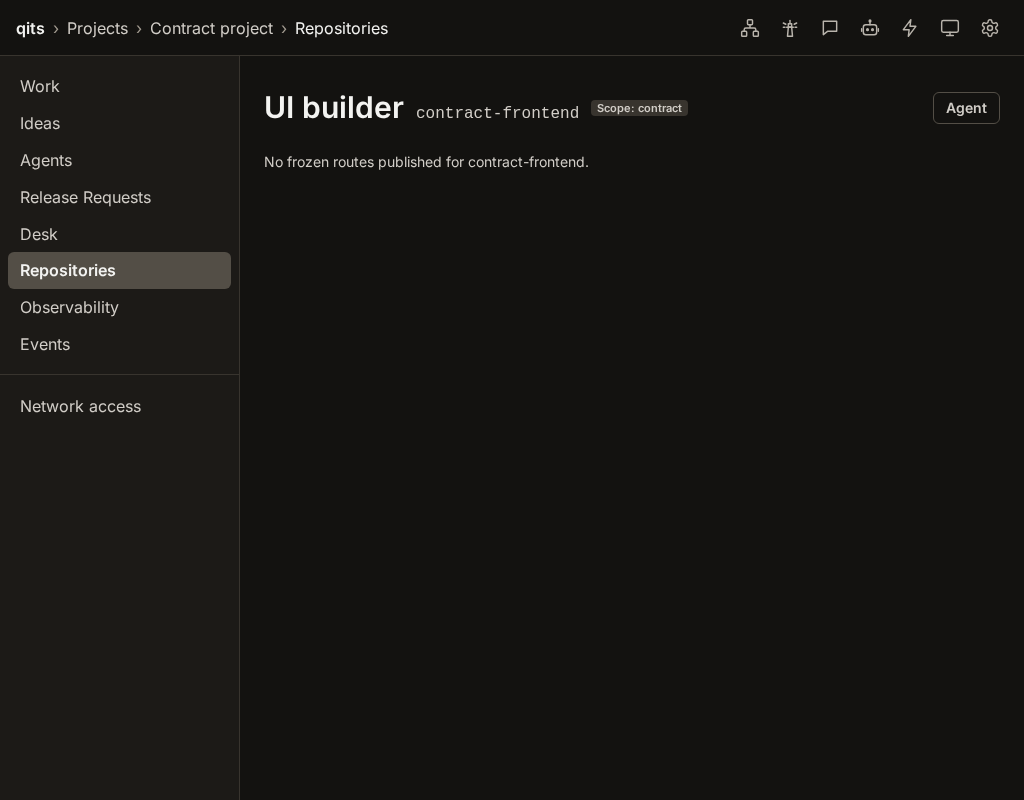 qits › Projects › Contract project › Repositories
Work
Ideas
Agents
Release Requests
Desk
Repositories
Observability
Events
Network access
UI builder contract-frontend Scope: contract
Agent
No frozen routes published for contract-frontend.